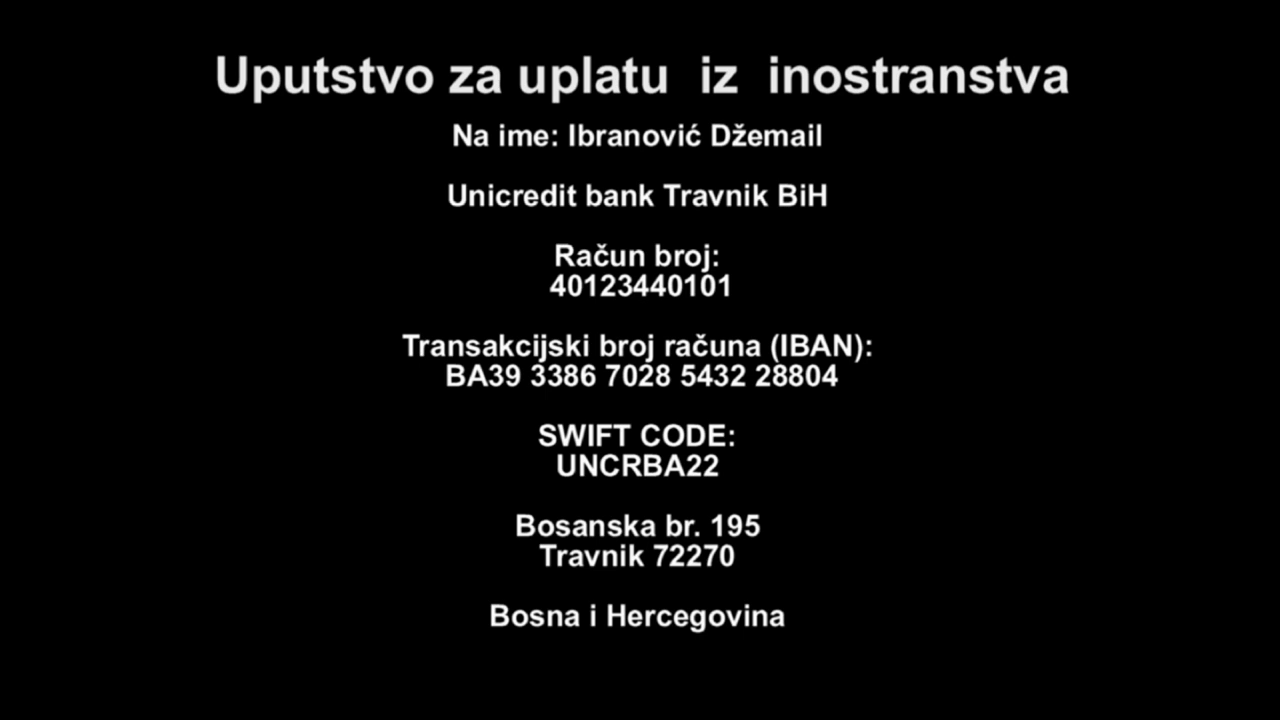 Uputstvo za uplatu iz inostranstva
Na ime: Ibranović Džemail
Unicredit bank Travnik BiH
Račun broj:
40123440101
Transakcijski broj računa (IBAN):
BA39 3386 7028 5432 28804
SWIFT CODE:
UNCRBA22
Bosanska br. 195
Travnik 72270
Bosna i Hercegovina